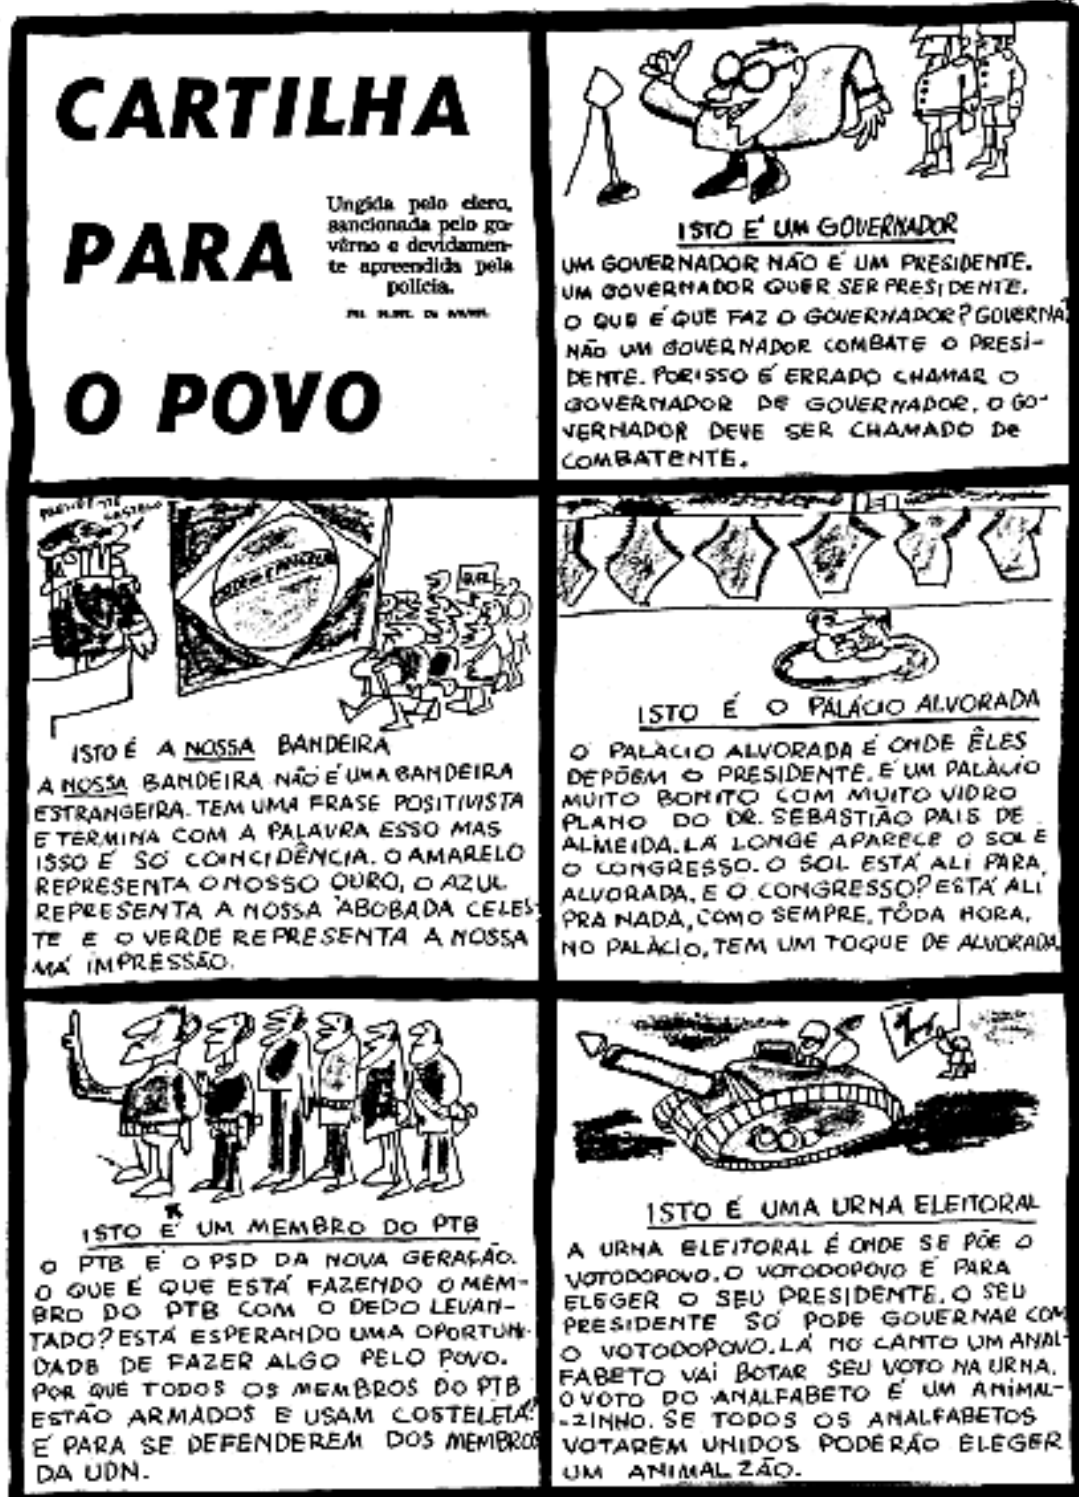 CARTILHA
PARA
O POVO
Ungida pelo clero,
sancionada pelo go-
vêrno e devidamen-
te apreendida pela
polícia.
ISTO É UM GOVERNADOR
UM GOVERNADOR NÃO É UM PRESIDENTE.
UM GOVERNADOR QUER SER PRESIDENTE.
O QUE É QUE FAZ O GOVERNADOR? GOVERNA?
NÃO UM GOVERNADOR COMBATE O PRESI-
DENTE. PORISSO É ERRADO CHAMAR O
GOVERNADOR DE GOVERNADOR. O GO-
VERNADOR DEVE SER CHAMADO DE
COMBATENTE.
ISTO É A NOSSA BANDEIRA
A NOSSA BANDEIRA NÃO É UMA BANDEIRA
ESTRANGEIRA. TEM UMA FRASE POSITIVISTA
E TERMINA COM A PALAVRA ESSO MAS
ISSO É SÓ COINCIDÊNCIA. O AMARELO
REPRESENTA O NOSSO OURO, O AZUL
REPRESENTA A NOSSA ABOBADA CELES-
TE E O VERDE REPRESENTA A NOSSA
MÁ IMPRESSÃO.
ISTO É O PALÁCIO ALVORADA
O PALÁCIO ALVORADA É ONDE ÊLES
DEPÕEM O PRESIDENTE. É UM PALÁCIO
MUITO BONITO COM MUITO VIDRO
PLANO DO DR. SEBASTIÃO PAIS DE
ALMEIDA. LÁ LONGE APARECE O SOL E
O CONGRESSO. O SOL ESTÁ ALI PARA
ALVORADA. E O CONGRESSO? ESTÁ ALI
PRA NADA, COMO SEMPRE. TÔDA HORA,
NO PALÁCIO, TEM UM TOQUE DE ALVORADA.
ISTO É UM MEMBRO DO PTB
O PTB É O PSD DA NOVA GERAÇÃO.
O QUE É QUE ESTÁ FAZENDO O MEM-
BRO DO PTB COM O DEDO LEVAN-
TADO? ESTÁ ESPERANDO UMA OPORTUNI-
DADE DE FAZER ALGO PELO POVO.
POR QUE TODOS OS MEMBROS DO PTB
ESTÃO ARMADOS E USAM COSTELETA?
É PARA SE DEFENDEREM DOS MEMBROS
DA UDN.
ISTO É UMA URNA ELEITORAL
A URNA ELEITORAL É ONDE SE PÕE O
VOTODOPOVO. O VOTODOPOVO É PARA
ELEGER O SEU PRESIDENTE. O SEU
PRESIDENTE SÓ PODE GOVERNAR COM
O VOTODOPOVO. LÁ NO CANTO UM ANAL-
FABETO VAI BOTAR SEU VOTO NA URNA.
O VOTO DO ANALFABETO É UM ANIMAL-
-ZINHO. SE TODOS OS ANALFABETOS
VOTAREM UNIDOS PODERÃO ELEGER
UM ANIMALZÃO.